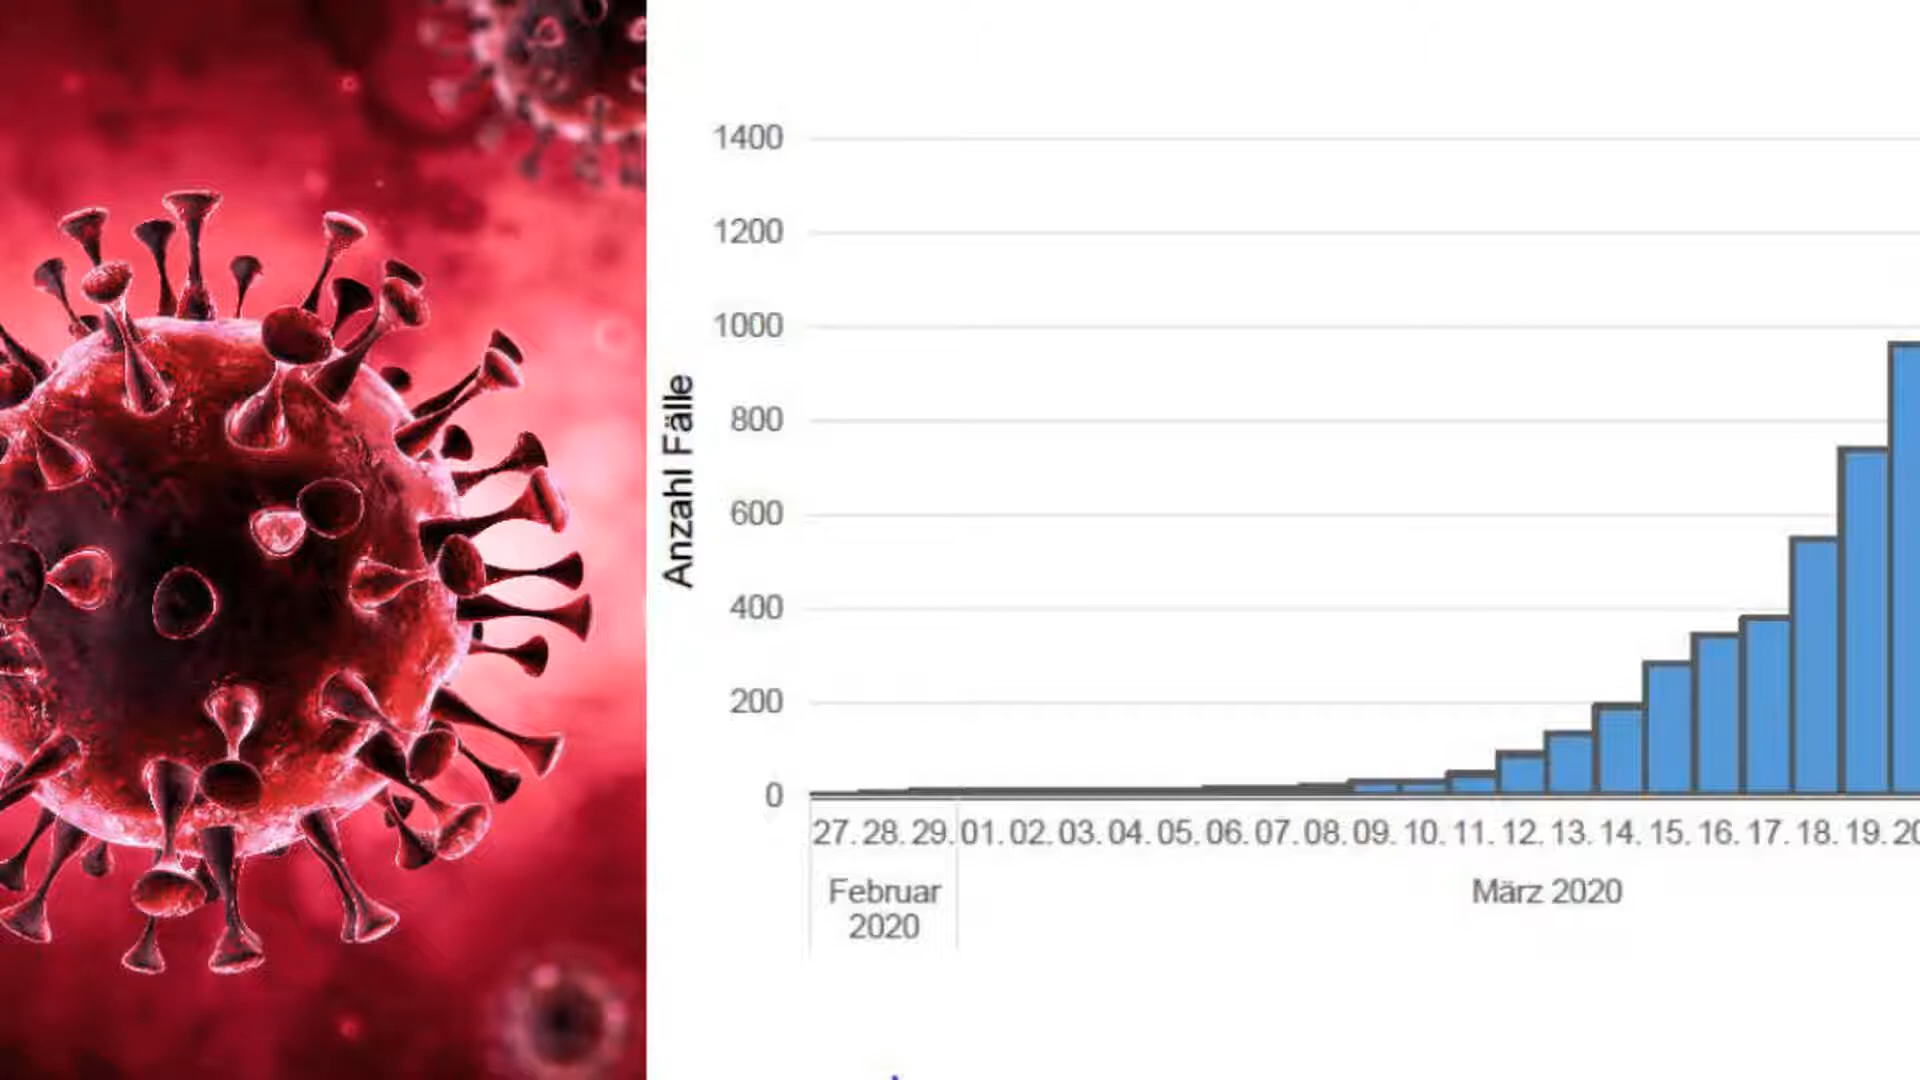 1400
1200
1000
800
600
400
200
0
Anzahl Fälle
27. 28. 29. 01. 02. 03. 04. 05. 06. 07. 08. 09. 10. 11. 12. 13. 14. 15. 16. 17. 18. 19. 20
Februar
2020
März 2020